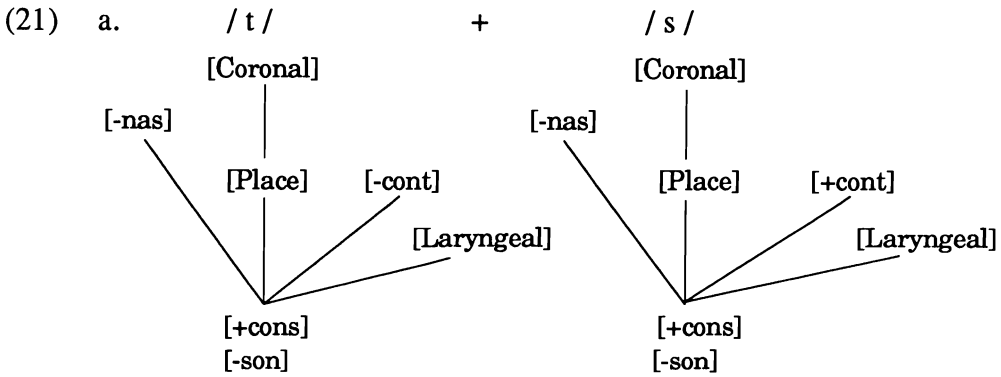 (21) a. / t / + / s /
[Coronal] [Coronal]
[-nas] [-nas]
[Place] [-cont] [Place] [+cont]
[Laryngeal] [Laryngeal]
[+cons] [+cons]
[-son] [-son]